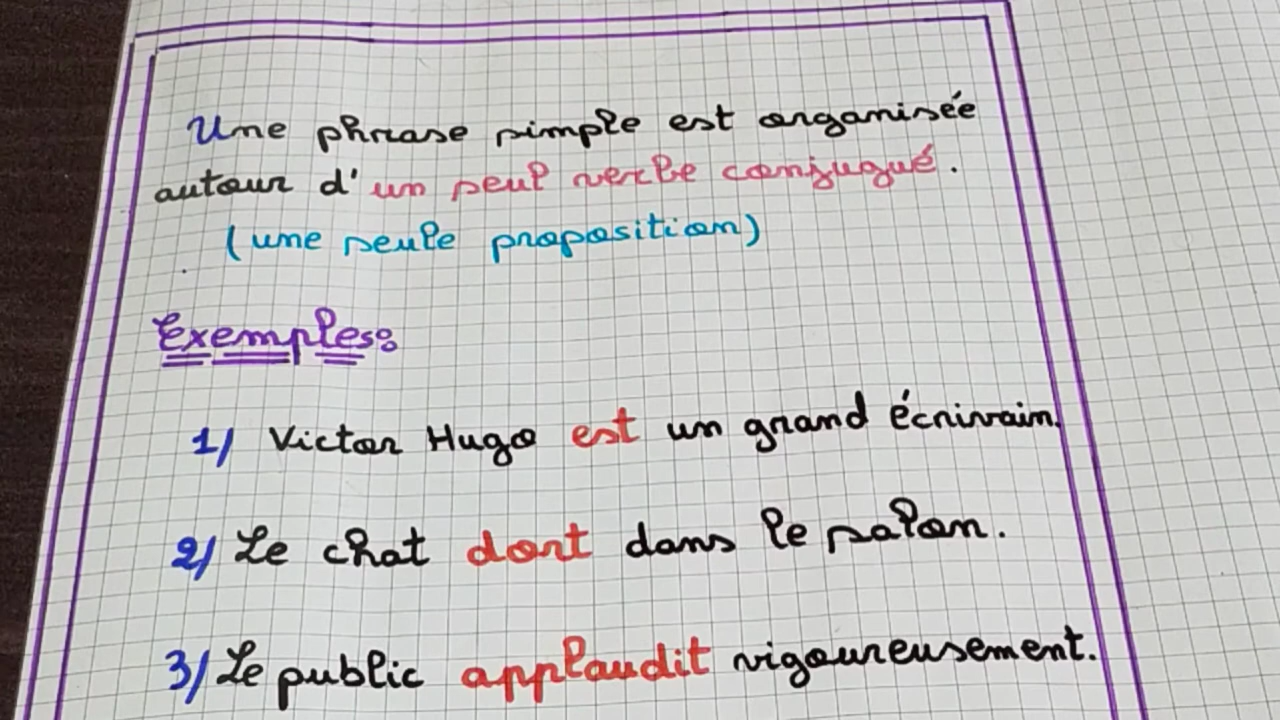 Une phrase simple est organisée
autour d'un seul verbe conjugué.
(une seule proposition)
Exemples:
1/ Victor Hugo est un grand écrivain.
2/ Le chat dort dans le salon.
3/ Le public applaudit vigoureusement.